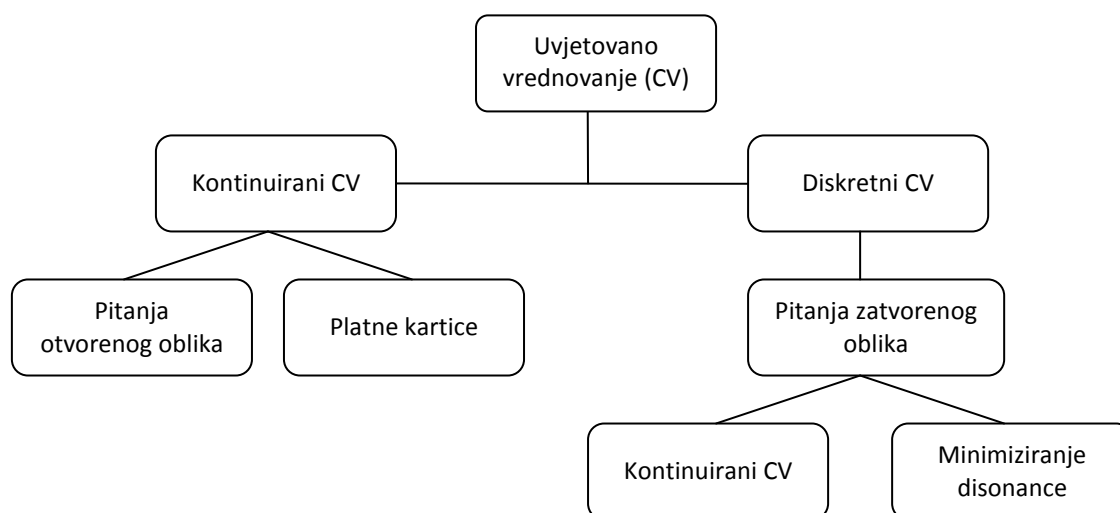 Uvjetovano
vrednovanje (CV)
Kontinuirani CV
Diskretni CV
Pitanja
otvorenog oblika
Platne kartice
Pitanja zatvorenog
oblika
Kontinuirani CV
Minimiziranje
disonance